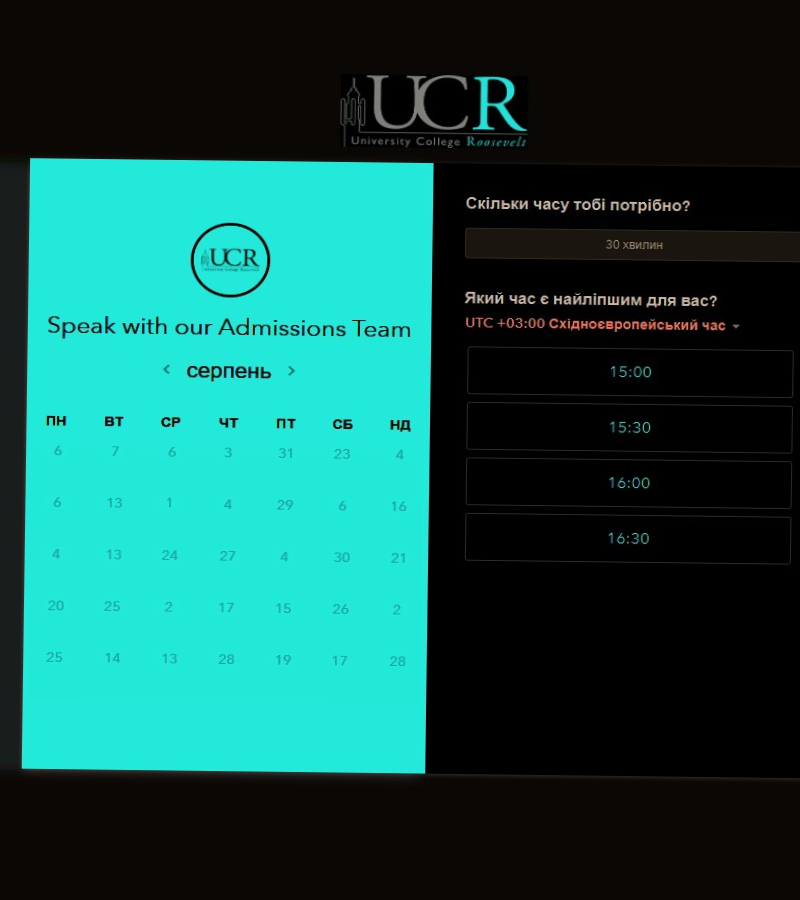 UCR
University College Roosevelt
UCR
University College Roosevelt
Speak with our Admissions Team
серпень
ПН ВТ СР ЧТ ПТ СБ НД
6 7 6 3 31 23 4
6 13 1 4 29 6 16
4 13 24 27 4 30 21
20 25 2 17 15 26 2
25 14 13 28 19 17 28
Скільки часу тобі потрібно?
30 хвилин
Який час є найліпшим для вас?
UTC +03:00 Східноєвропейський час
15:00
15:30
16:00
16:30